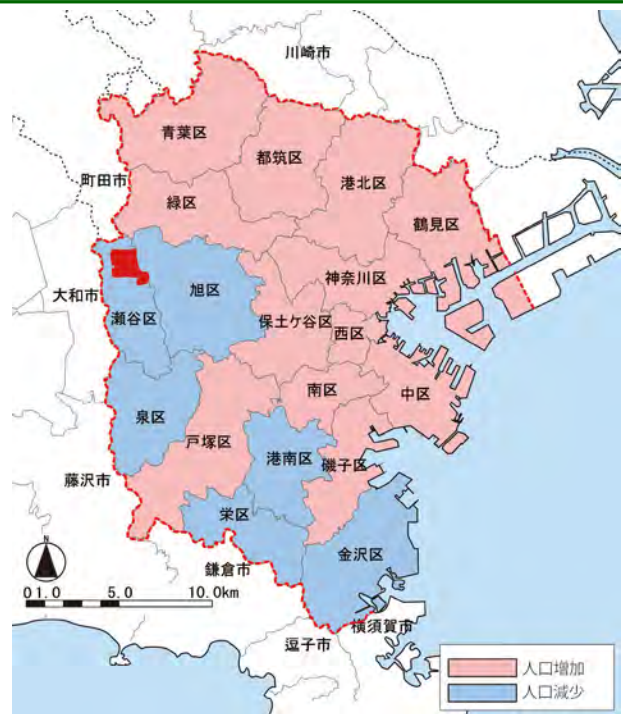 川崎市
青葉区
都筑区
港北区
町田市
緑区
鶴見区
神奈川区
大和市
旭区
瀬谷区
保土ケ谷区
西区
南区
中区
泉区
戸塚区
港南区
磯子区
藤沢市
栄区
金沢区
鎌倉市
N
0 1.0 5.0 10.0km
横須賀市
逗子市
人口増加
人口減少